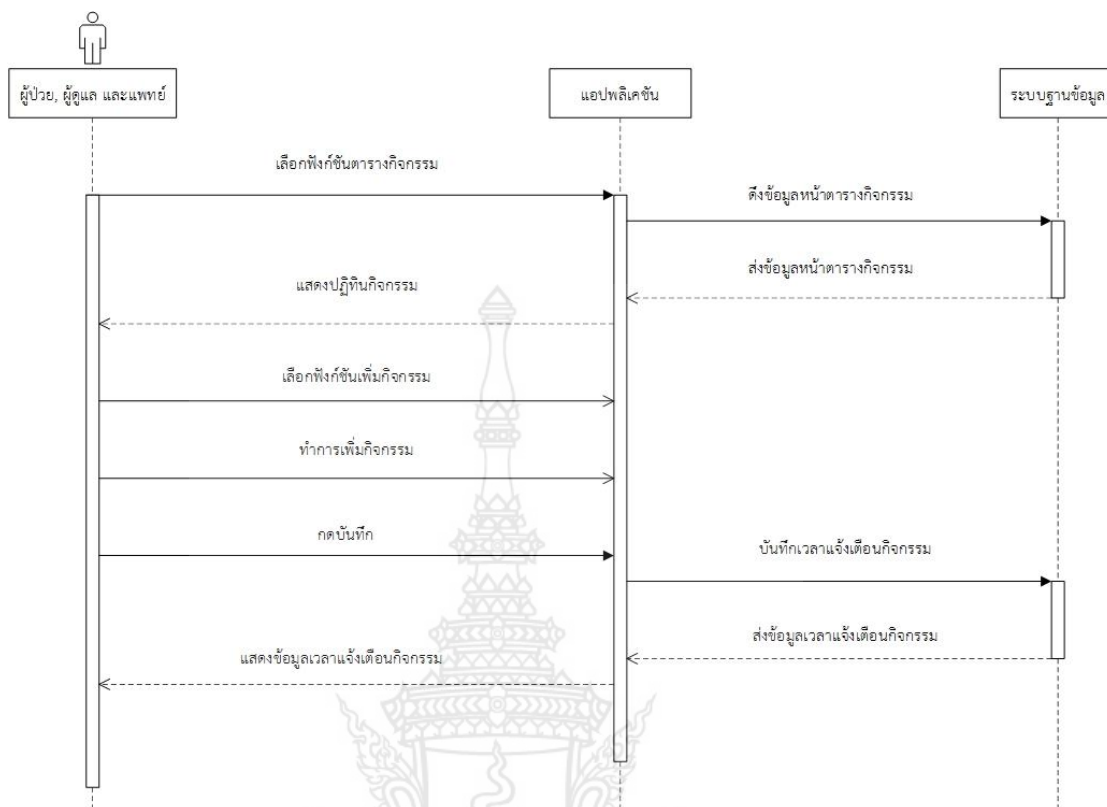 ผู้ป่วย, ผู้ดูแล และแพทย์
แอปพลิเคชัน
ระบบฐานข้อมูล
เลือกฟังก์ชันตารางกิจกรรม
ดึงข้อมูลหน้าตารางกิจกรรม
ส่งข้อมูลหน้าตารางกิจกรรม
แสดงปฏิทินกิจกรรม
เลือกฟังก์ชันเพิ่มกิจกรรม
ทำการเพิ่มกิจกรรม
กดบันทึก
บันทึกเวลาแจ้งเตือนกิจกรรม
ส่งข้อมูลเวลาแจ้งเตือนกิจกรรม
แสดงข้อมูลเวลาแจ้งเตือนกิจกรรม